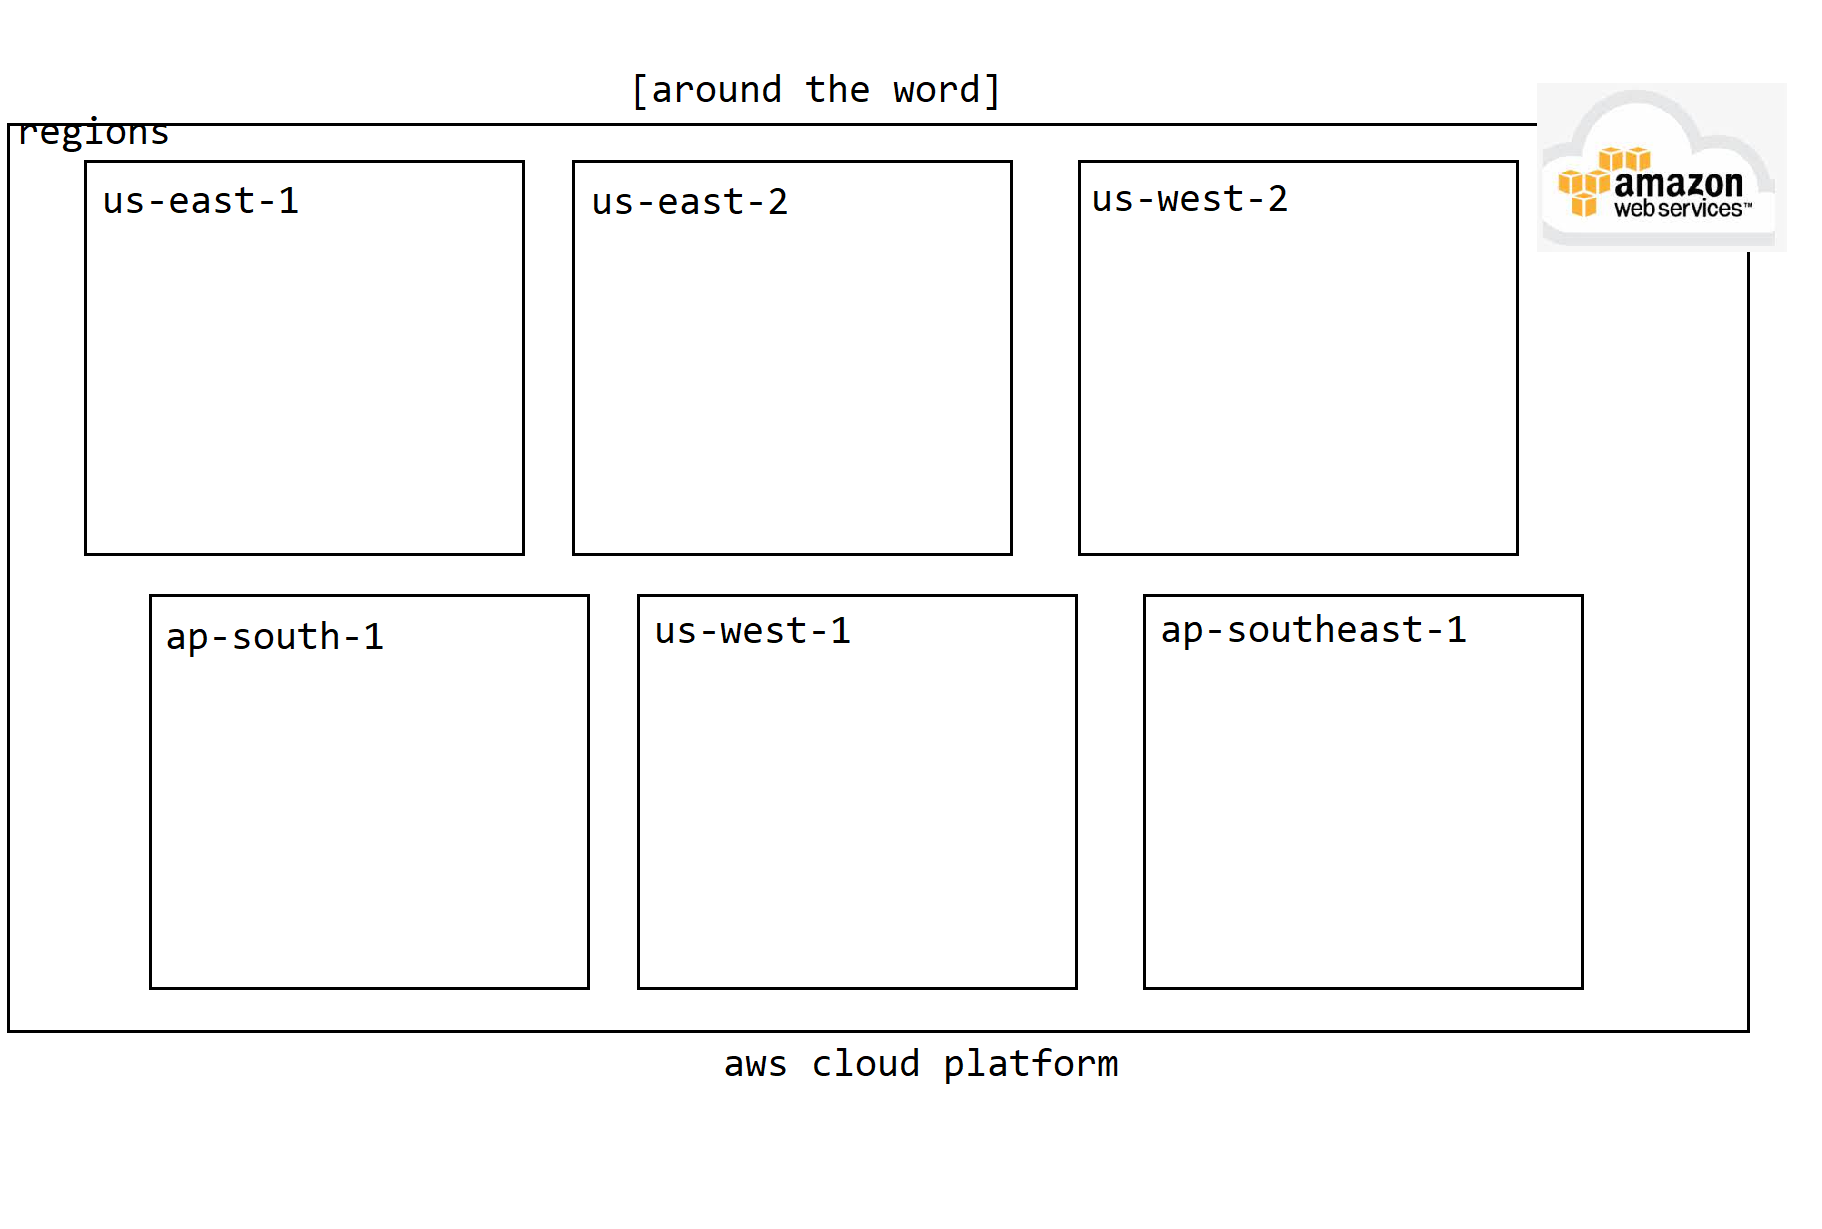 [around the word]
regions
us-east-1
us-east-2
us-west-2
amazon
web services™
ap-south-1
us-west-1
ap-southeast-1
aws cloud platform